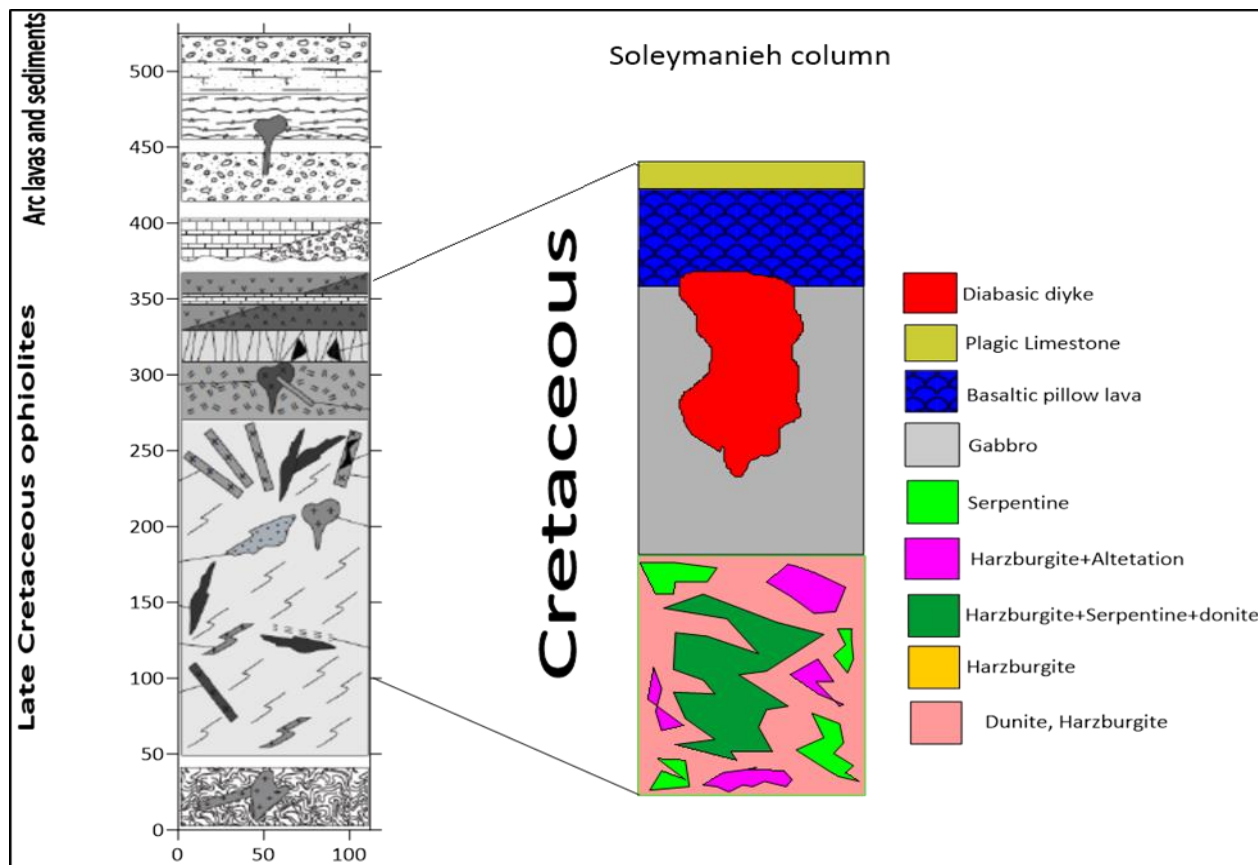 Arc lavas and sediments
Late Cretaceous ophiolites
500
450
400
350
300
250
200
150
100
50
0
0
50
100
Soleymanieh column
Cretaceous
Diabasic diyke
Plagic Limestone
Basaltic pillow lava
Gabbro
Serpentine
Harzburgite+Altetation
Harzburgite+Serpentine+donite
Harzburgite
Dunite, Harzburgite